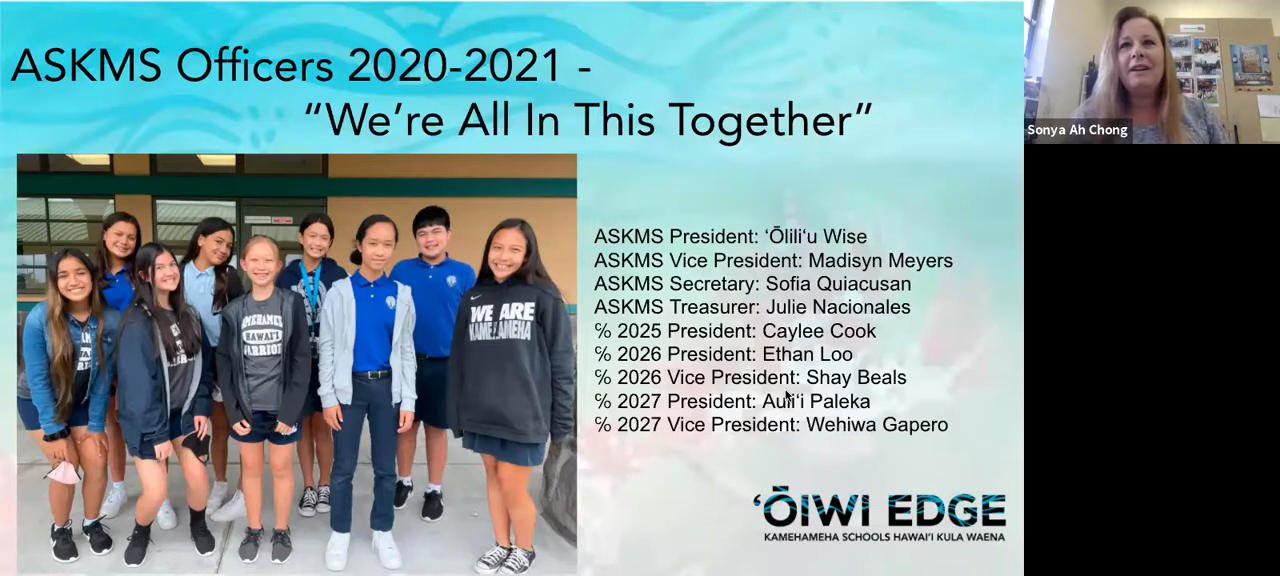 ASKMS Officers 2020-2021 -
“We’re All In This Together”
Sonya Ah Chong
ASKMS President: ʻŌliliʻu Wise
ASKMS Vice President: Madisyn Meyers
ASKMS Secretary: Sofia Quiacusan
ASKMS Treasurer: Julie Nacionales
℅ 2025 President: Caylee Cook
℅ 2026 President: Ethan Loo
℅ 2026 Vice President: Shay Beals
℅ 2027 President: Auliʻi Paleka
℅ 2027 Vice President: Wehiwa Gapero
WE ARE
KAMEHAMEHA
HAWAIʻI
ʻŌIWI EDGE
KAMEHAMEHA SCHOOLS HAWAIʻI KULA WAENA